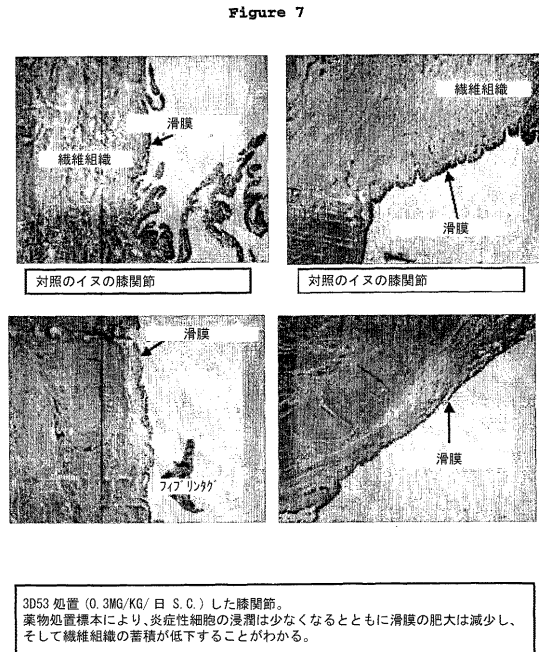 Figure 7
滑膜
繊維組織
繊維組織
滑膜
対照のイヌの膝関節
対照のイヌの膝関節
滑膜
フィブリンタグ
滑膜
3D53 処置 (0.3MG/KG/日 S.C.) した膝関節。
薬物処置標本により、炎症性細胞の浸潤は少なくなるとともに滑膜の肥大は減少し、
そして繊維組織の蓄積が低下することがわかる。